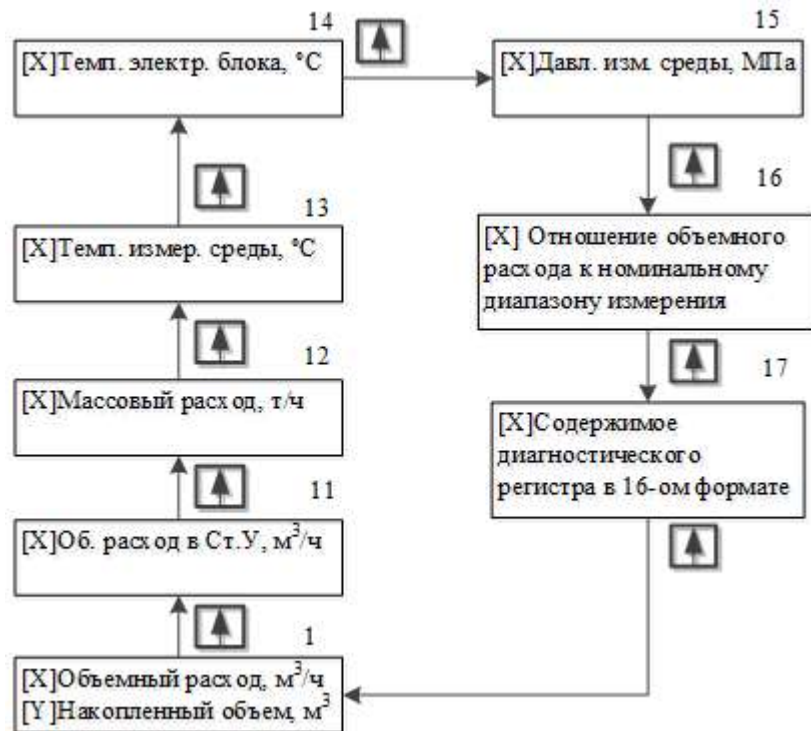 14
[X]Темп. электр. блока, °С
15
[X]Давл. изм. среды, МПа
13
[X]Темп. измер. среды, °С
16
[X] Отношение объемного
расхода к номинальному
диапазону измерения
12
[X]Массовый расход, т/ч
17
[X]Содержимое
диагностического
регистра в 16-ом формате
11
[X]Об. расход в Ст.У, м³/ч
1
[X]Объемный расход, м³/ч
[Y]Накопленный объем, м³